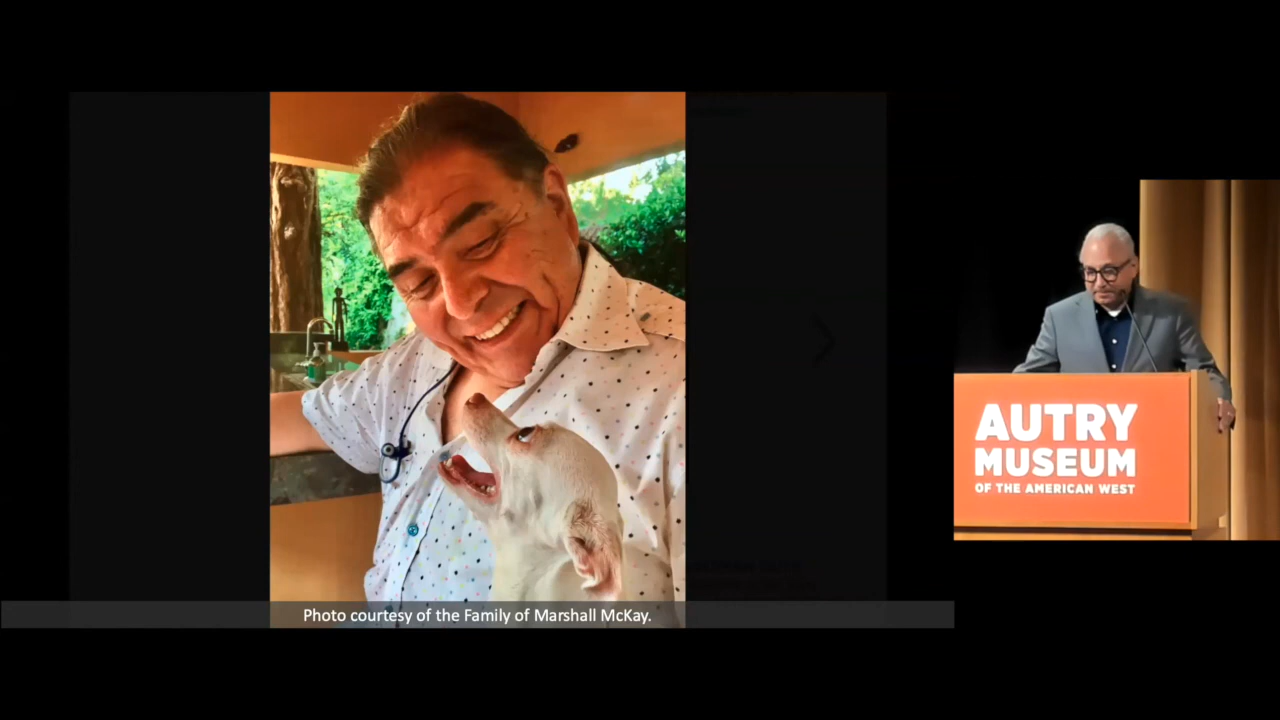 Photo courtesy of the Family of Marshall McKay.
AUTRY
MUSEUM
OF THE AMERICAN WEST